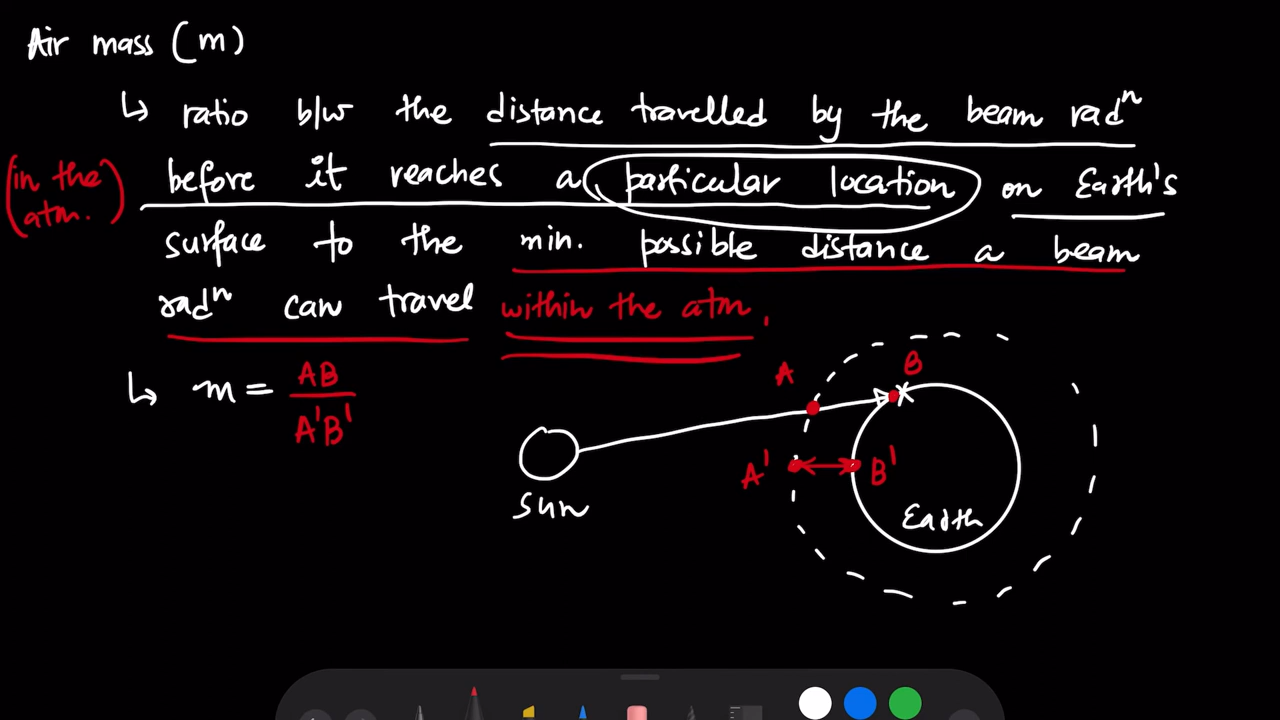 Air mass (m)
↳ ratio b/w the distance travelled by the beam radⁿ
(in the atm.)
before it reaches a particular location on Earth's
surface to the min. possible distance a beam
radⁿ can travel within the atm.
↳ m = AB / A'B'
A
B
A'
B'
Sun
Earth